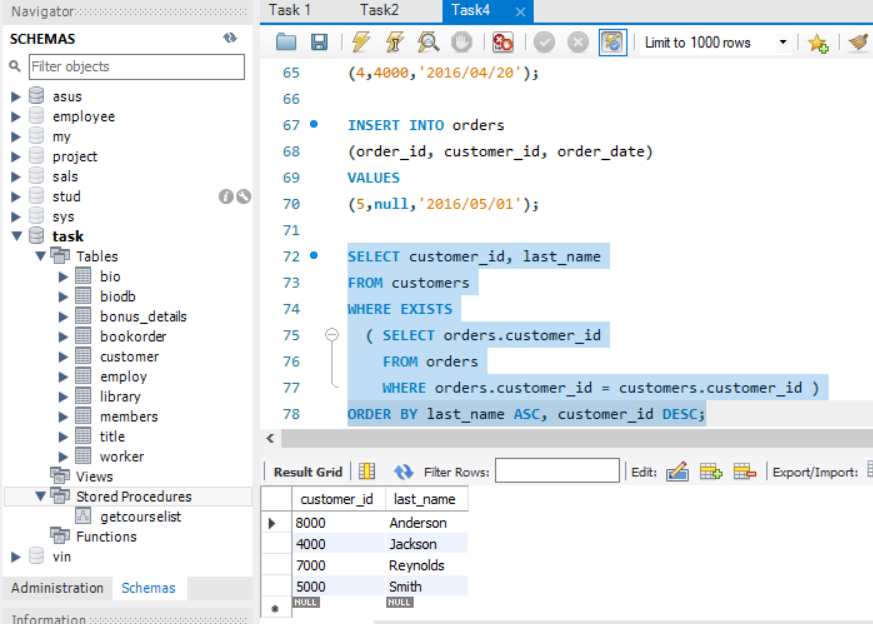 Navigator
SCHEMAS
Filter objects
asus
employee
my
project
sals
stud
sys
task
Tables
bio
biodb
bonus_details
bookorder
customer
employ
library
members
title
worker
Views
Stored Procedures
getcourselist
Functions
vin
Administration Schemas
Information
Task 1 Task2 Task4 ×
Limit to 1000 rows
65 (4,4000,'2016/04/20');
66
67 INSERT INTO orders
68 (order_id, customer_id, order_date)
69 VALUES
70 (5,null,'2016/05/01');
71
72 SELECT customer_id, last_name
73 FROM customers
74 WHERE EXISTS
75 ( SELECT orders.customer_id
76 FROM orders
77 WHERE orders.customer_id = customers.customer_id )
78 ORDER BY last_name ASC, customer_id DESC;
Result Grid Filter Rows: Edit: Export/Import:
customer_id last_name
8000 Anderson
4000 Jackson
7000 Reynolds
5000 Smith
NULL NULL